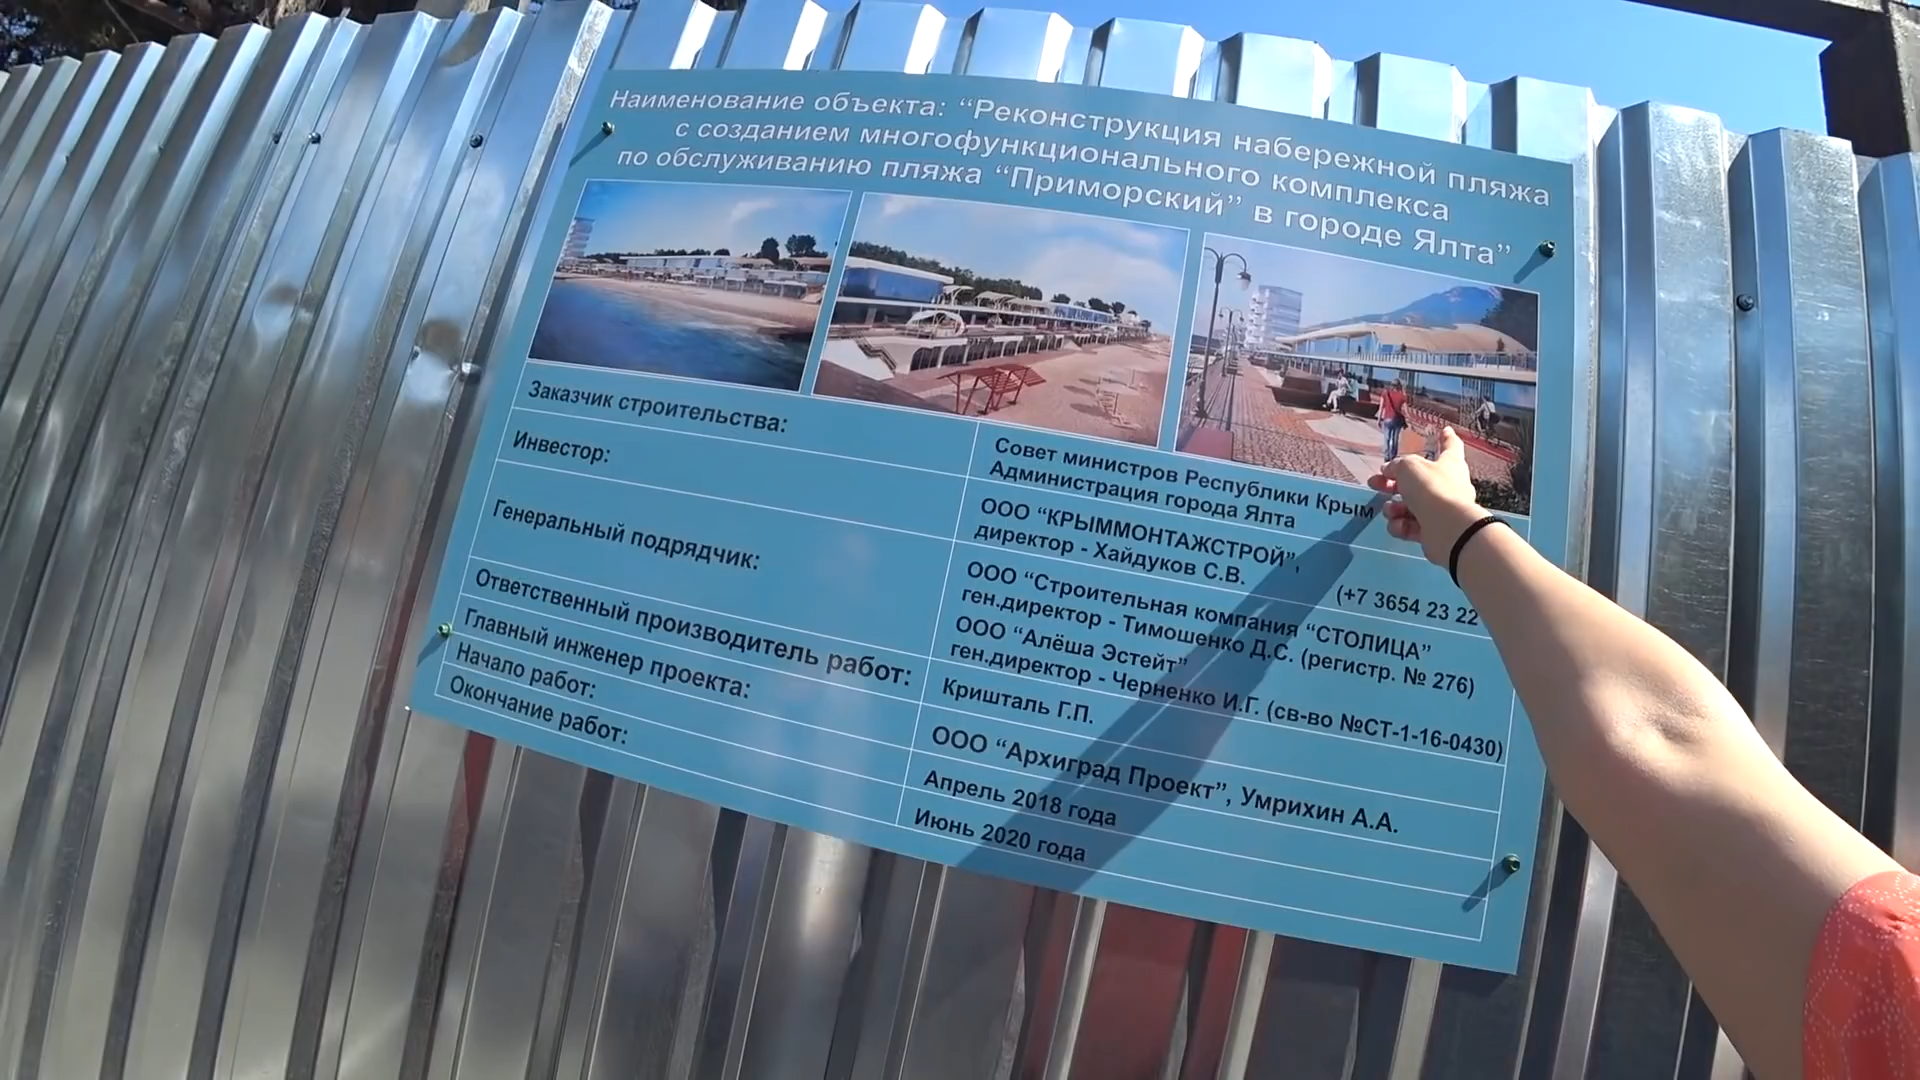 Наименование объекта: “Реконструкция набережной пляжа
с созданием многофункционального комплекса
по обслуживанию пляжа “Приморский” в городе Ялта”
Заказчик строительства:
Совет министров Республики Крым
Администрация города Ялта
Инвестор:
ООО “КРЫММОНТАЖСТРОЙ”,
директор - Хайдуков С.В.
(+7 3654 23 22
Генеральный подрядчик:
ООО “Строительная компания “СТОЛИЦА”
ген.директор - Тимошенко Д.С. (регистр. № 276)
ООО “Алёша Эстейт”
ген.директор - Черненко И.Г. (св-во №СТ-1-16-0430)
Ответственный производитель работ:
Кришталь Г.П.
Главный инженер проекта:
ООО “Архиград Проект”, Умрихин А.А.
Начало работ:
Апрель 2018 года
Окончание работ:
Июнь 2020 года